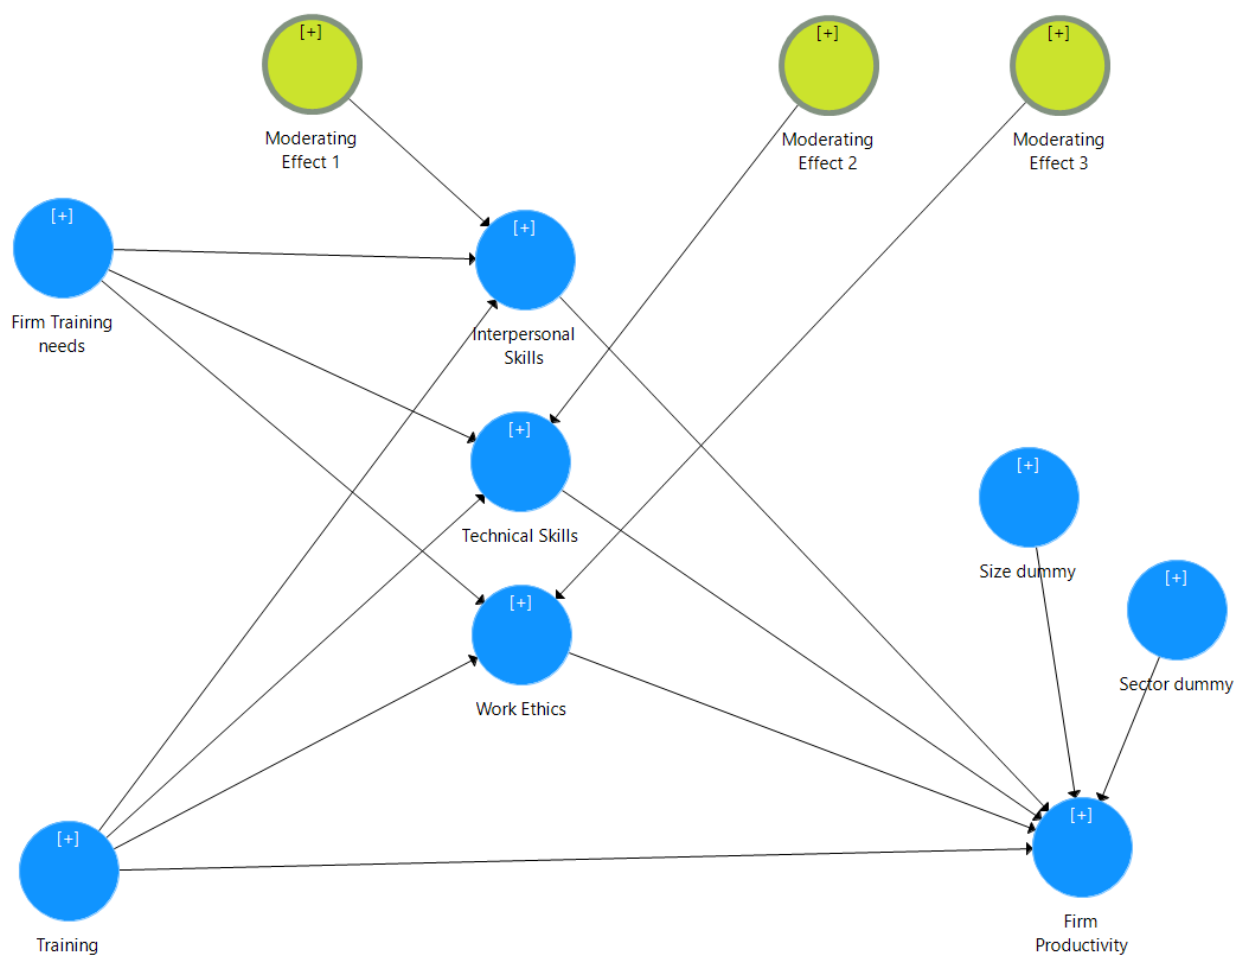 [+]
Moderating
Effect 1
[+]
Moderating
Effect 2
[+]
Moderating
Effect 3
[+]
Firm Training
needs
[+]
Interpersonal
Skills
[+]
Technical Skills
[+]
Size dummy
[+]
Sector dummy
[+]
Work Ethics
[+]
Training
[+]
Firm
Productivity